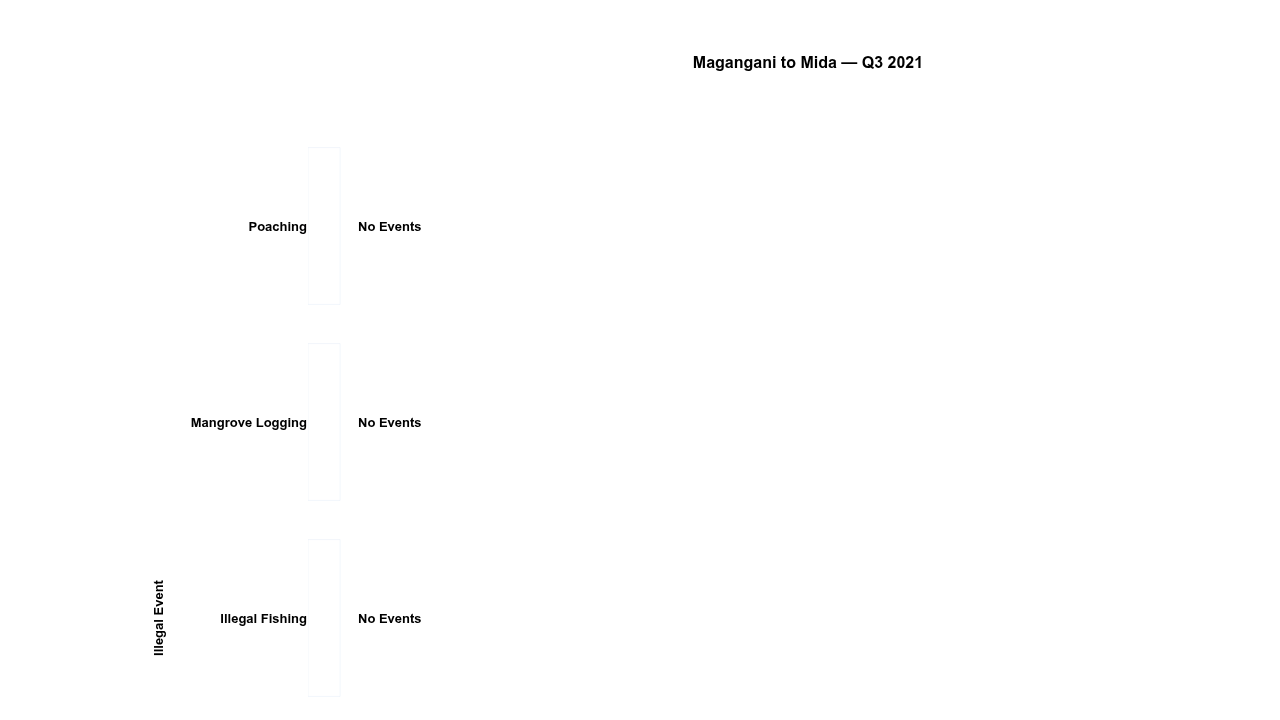 Magangani to Mida — Q3 2021
Poaching
No Events
Mangrove Logging
No Events
Illegal Event
Illegal Fishing
No Events